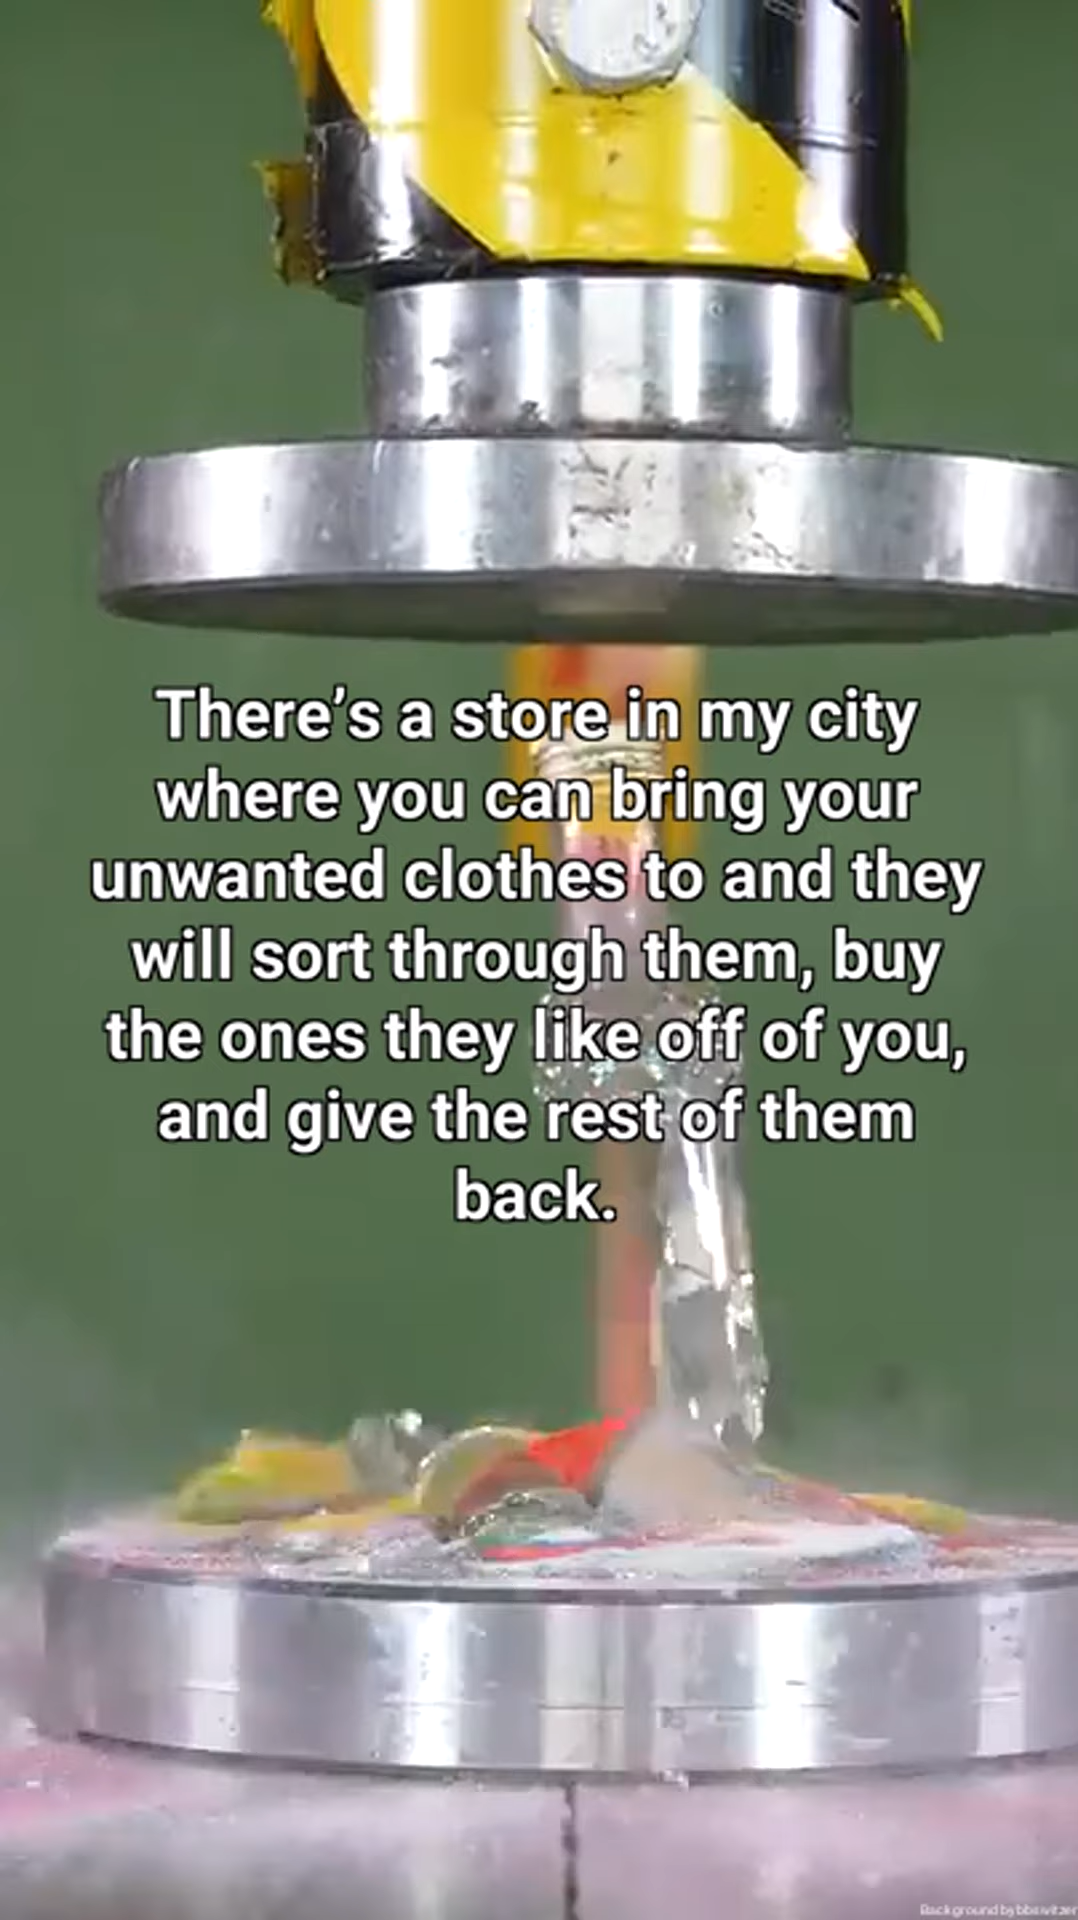 There’s a store in my city
where you can bring your
unwanted clothes to and they
will sort through them, buy
the ones they like off of you,
and give the rest of them
back.